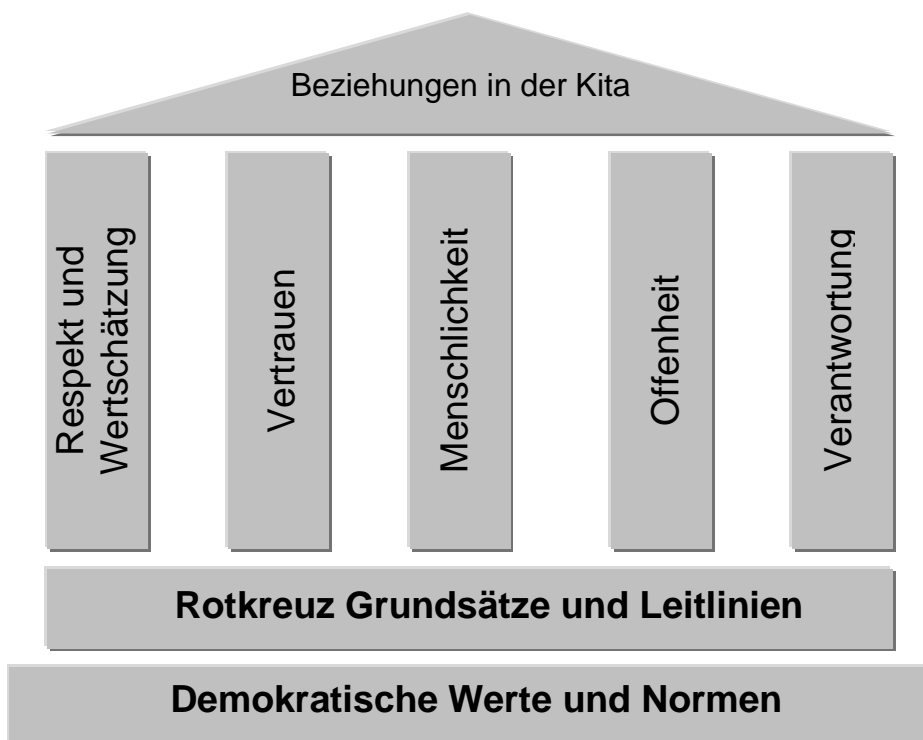 Beziehungen in der Kita
Respekt und
Wertschätzung
Vertrauen
Menschlichkeit
Offenheit
Verantwortung
Rotkreuz Grundsätze und Leitlinien
Demokratische Werte und Normen